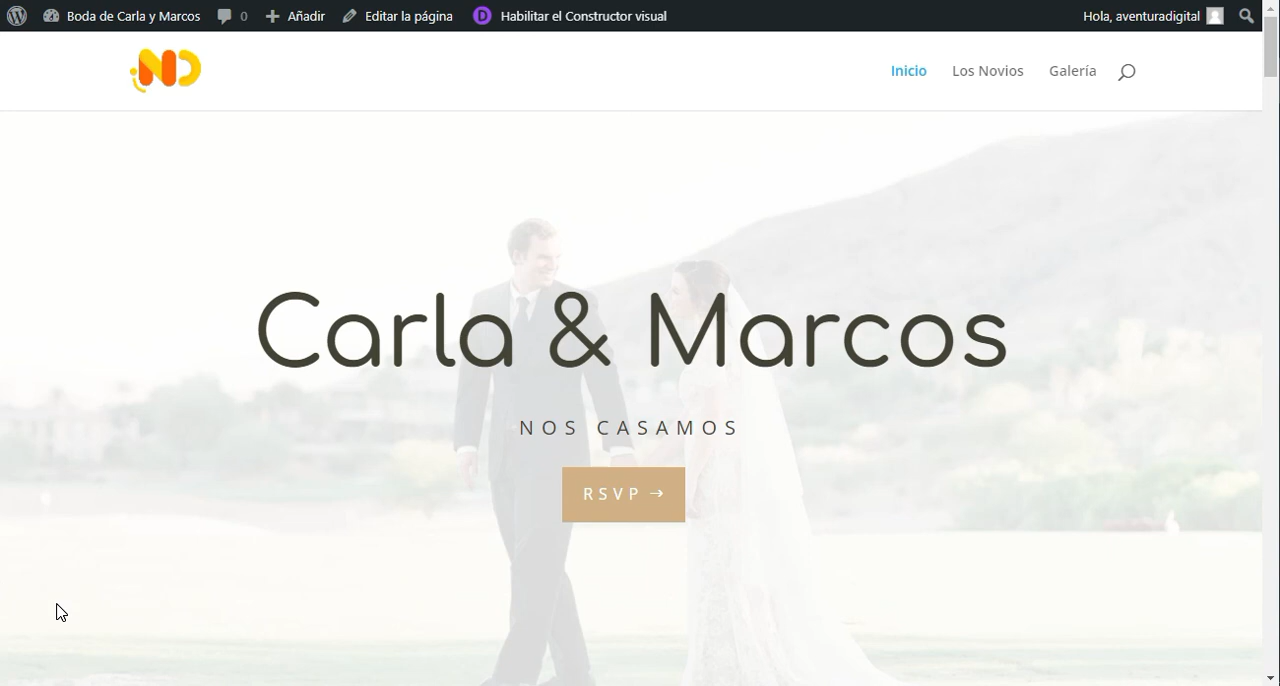 Boda de Carla y Marcos 0 Añadir Editar la página D Habilitar el Constructor visual Hola, aventuradigital
ND Inicio Los Novios Galería
Carla & Marcos
NOS CASAMOS
RSVP →